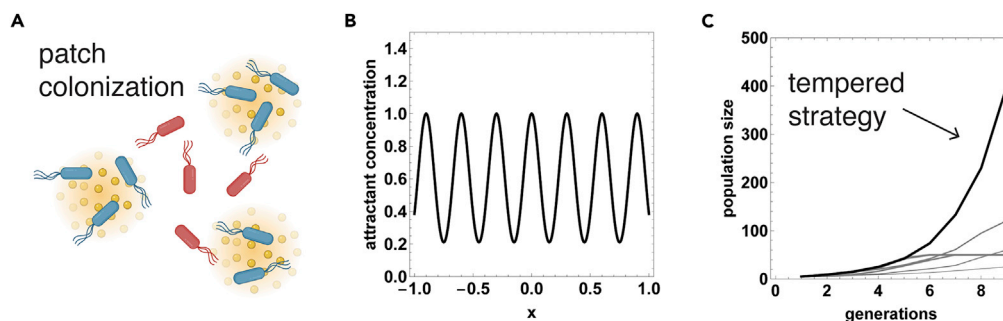 A
patch
colonization
B
attractant concentration
1.4
1.2
1.0
0.8
0.6
0.4
0.2
0.0
−1.0 −0.5 0.0 0.5 1.0
x
C
population size
500
400
300
200
100
0
tempered
strategy
0 2 4 6 8
generations